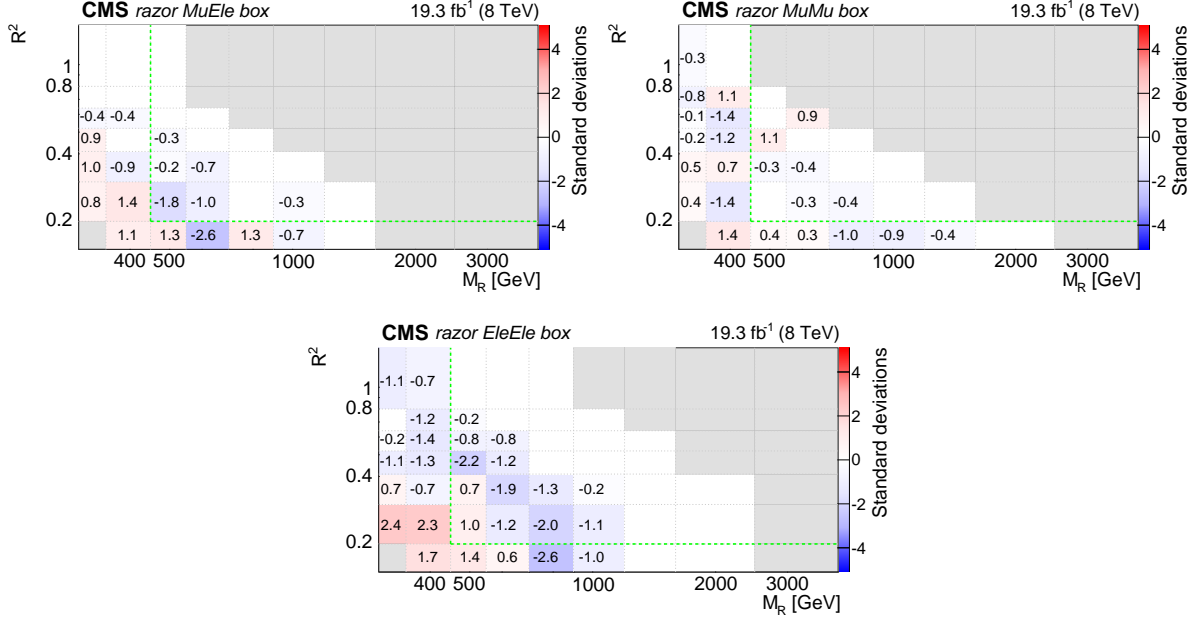 CMS razor MuEle box 19.3 fb⁻¹ (8 TeV)
R²
1
0.8
0.4
0.2
-0.4 -0.4
0.9 -0.3
1.0 -0.9 -0.2 -0.7
0.8 1.4 -1.8 -1.0 -0.3
1.1 1.3 -2.6 1.3 -0.7
400 500 1000 2000 3000
M_R [GeV]
4
2
0
-2
-4
Standard deviations
CMS razor MuMu box 19.3 fb⁻¹ (8 TeV)
R²
1
0.8
0.4
0.2
-0.3
-0.8 1.1
-0.1 -1.4 0.9
-0.2 -1.2 1.1
0.5 0.7 -0.3 -0.4
0.4 -1.4 -0.3 -0.4
1.4 0.4 0.3 -1.0 -0.9 -0.4
400 500 1000 2000 3000
M_R [GeV]
4
2
0
-2
-4
Standard deviations
CMS razor EleEle box 19.3 fb⁻¹ (8 TeV)
R²
1
0.8
0.4
0.2
-1.1 -0.7
-1.2 -0.2
-0.2 -1.4 -0.8 -0.8
-1.1 -1.3 -2.2 -1.2
0.7 -0.7 0.7 -1.9 -1.3 -0.2
2.4 2.3 1.0 -1.2 -2.0 -1.1
1.7 1.4 0.6 -2.6 -1.0
400 500 1000 2000 3000
M_R [GeV]
4
2
0
-2
-4
Standard deviations